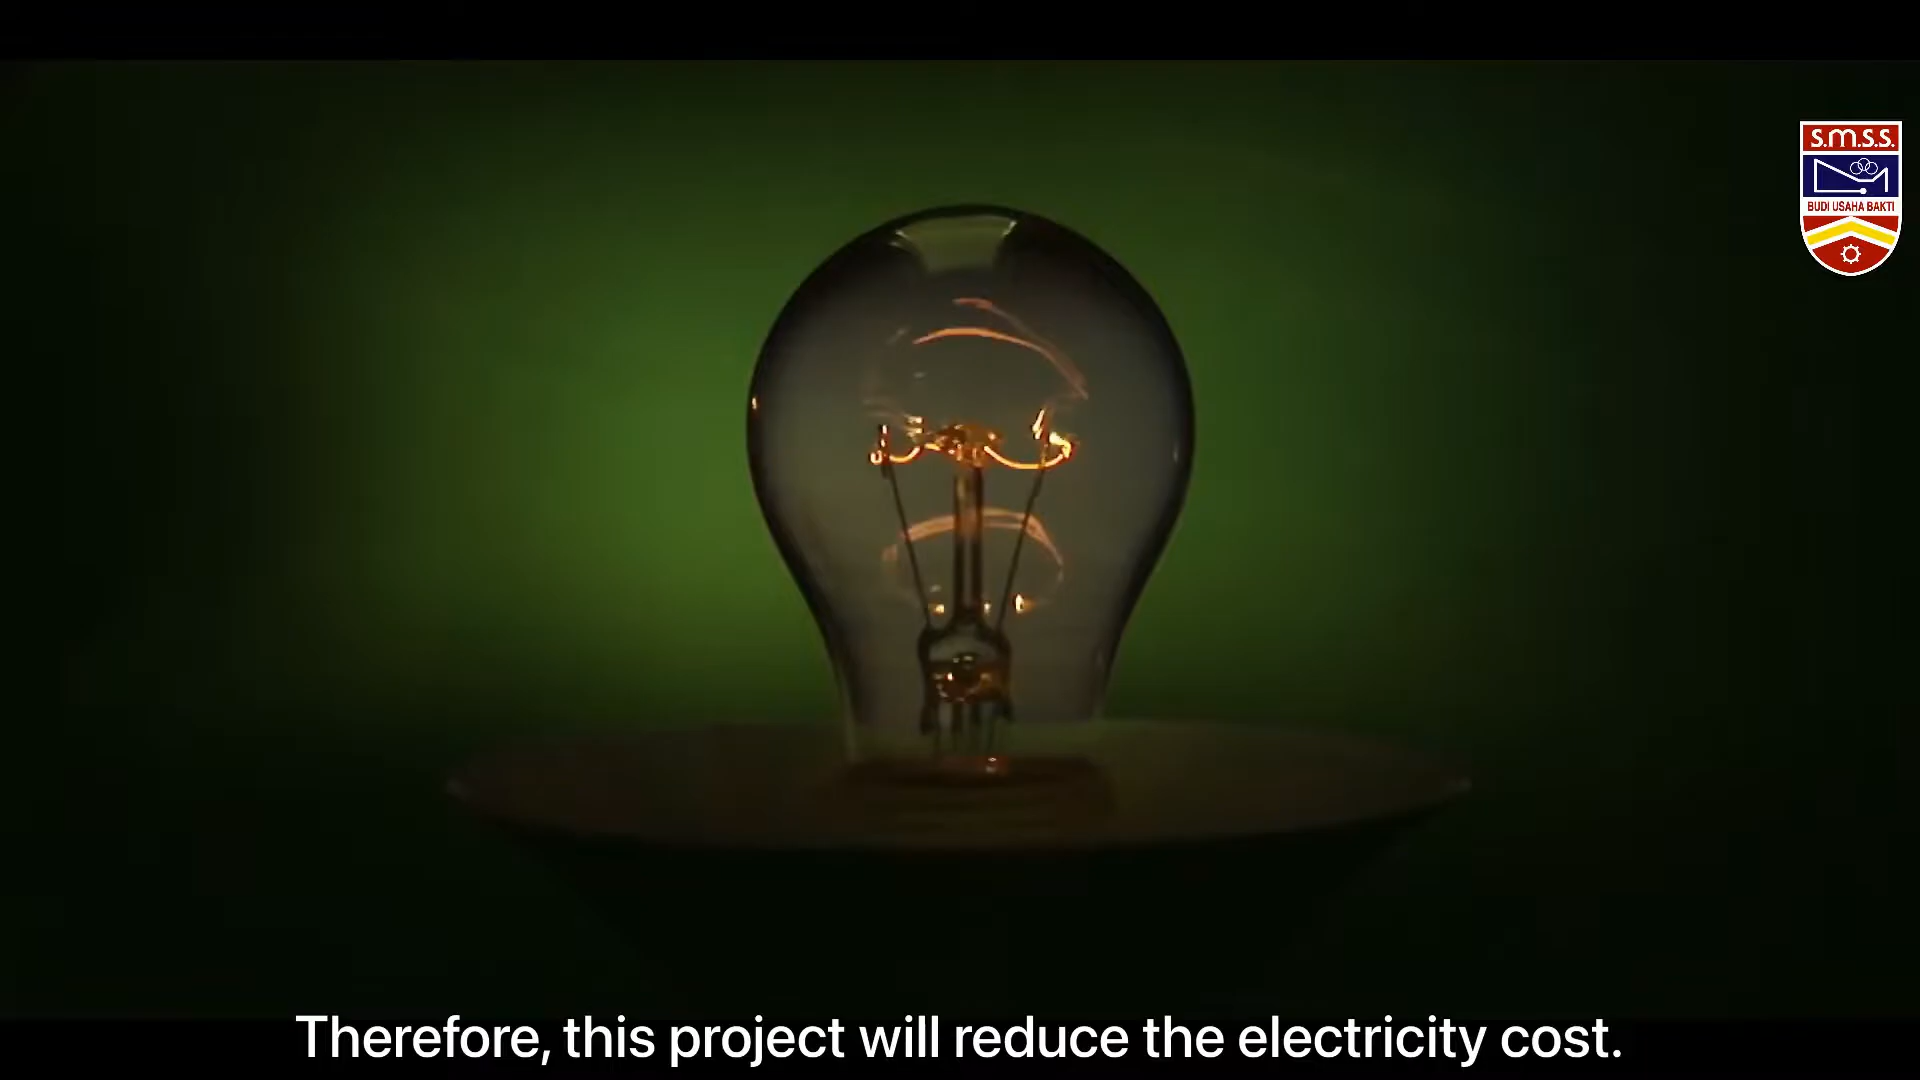 S.M.S.S.
BUDI USAHA BAKTI
Therefore, this project will reduce the electricity cost.